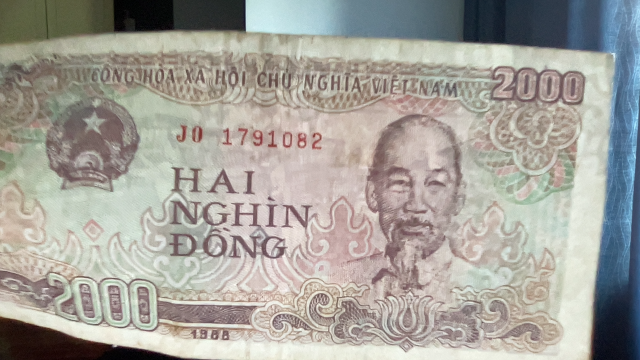 CỘNG HÒA XÃ HỘI CHỦ NGHĨA VIỆT NAM
2000
JO 1791082
HAI
NGHÌN
ĐỒNG
2000
1988